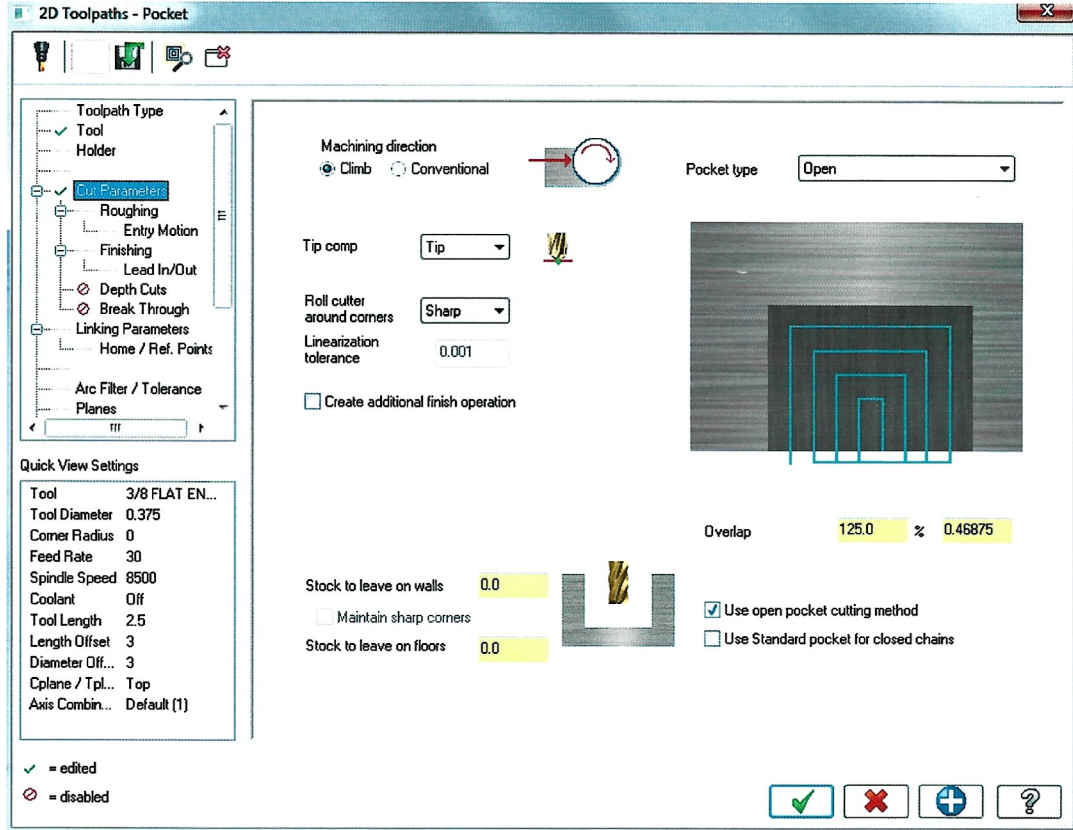 2D Toolpaths - Pocket
Toolpath Type
Tool
Holder
Cut Parameters
Roughing
Entry Motion
Finishing
Lead In/Out
Depth Cuts
Break Through
Linking Parameters
Home / Ref. Points
Arc Filter / Tolerance
Planes
Quick View Settings
Tool 3/8 FLAT EN...
Tool Diameter 0.375
Corner Radius 0
Feed Rate 30
Spindle Speed 8500
Coolant Off
Tool Length 2.5
Length Offset 3
Diameter Off... 3
Cplane / Tpl... Top
Axis Combin... Default (1)
= edited
= disabled
Machining direction
Climb Conventional
Tip comp Tip
Roll cutter
around corners Sharp
Linearization
tolerance 0.001
Create additional finish operation
Stock to leave on walls 0.0
Maintain sharp corners
Stock to leave on floors 0.0
Pocket type Open
Overlap 125.0 % 0.46875
Use open pocket cutting method
Use Standard pocket for closed chains